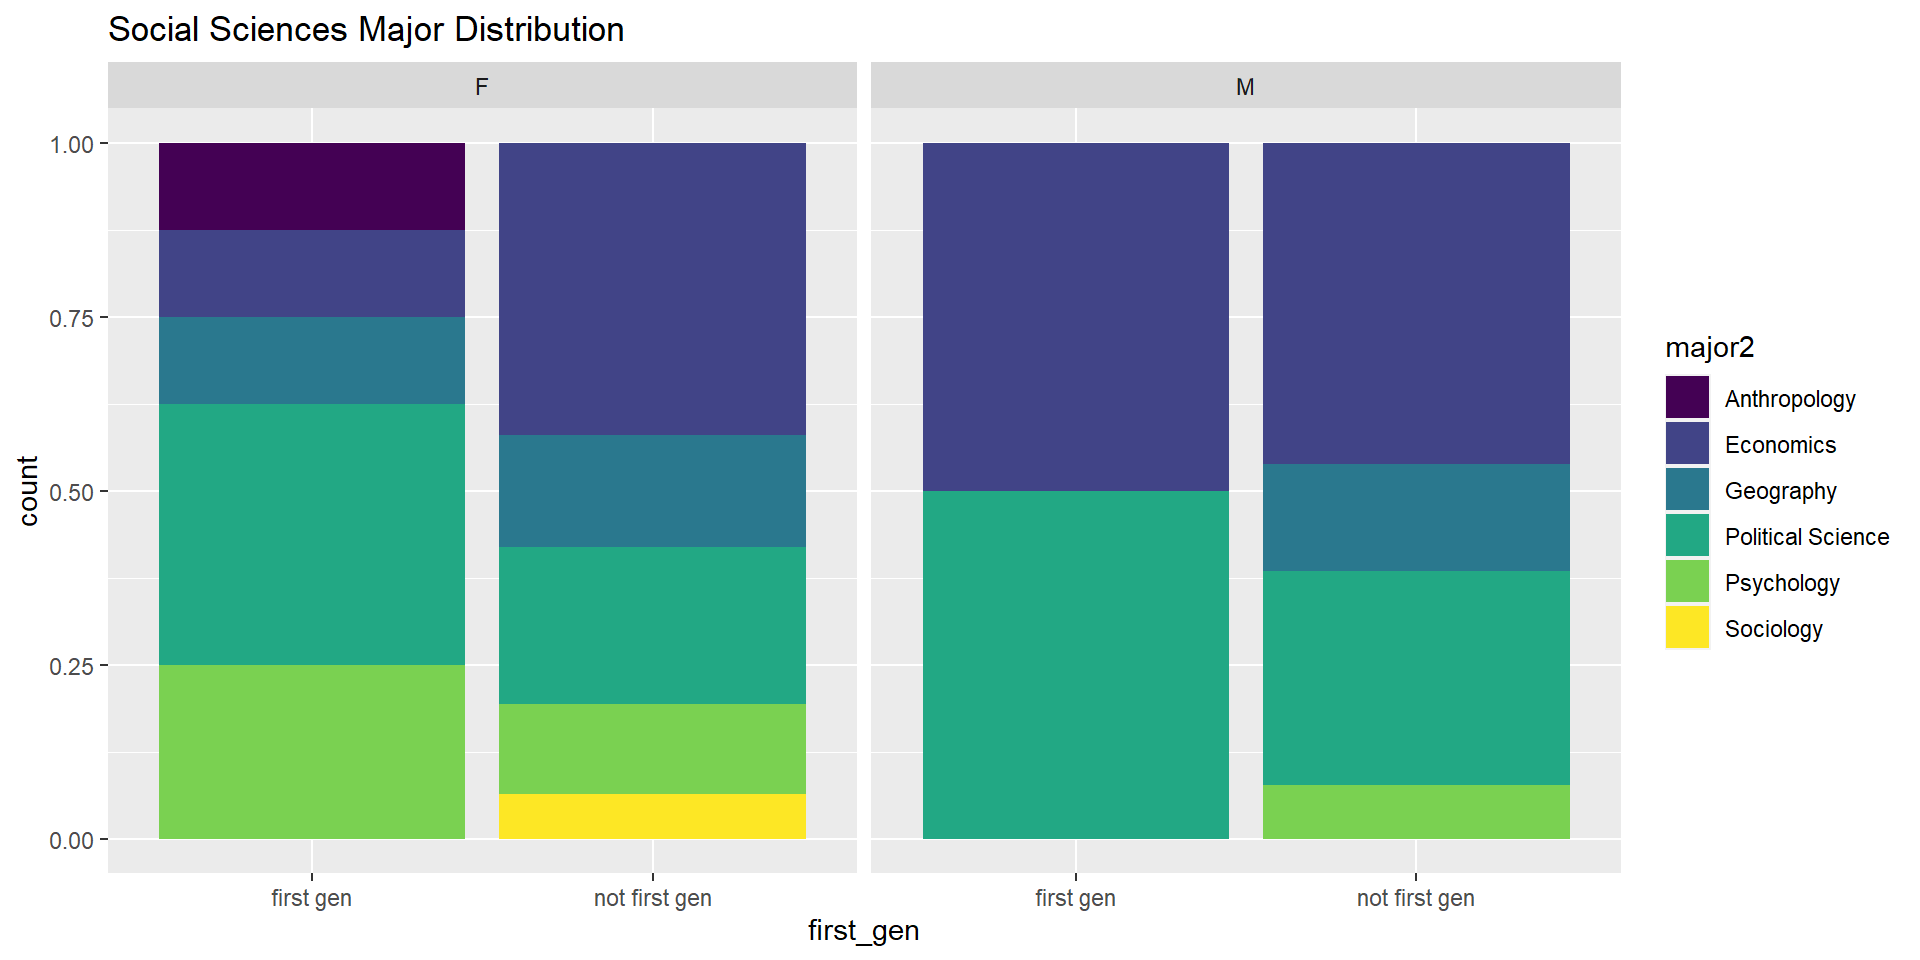 Social Sciences Major Distribution
F
M
1.00
0.75
0.50
0.25
0.00
count
first gen
not first gen
first gen
not first gen
first_gen
major2
Anthropology
Economics
Geography
Political Science
Psychology
Sociology